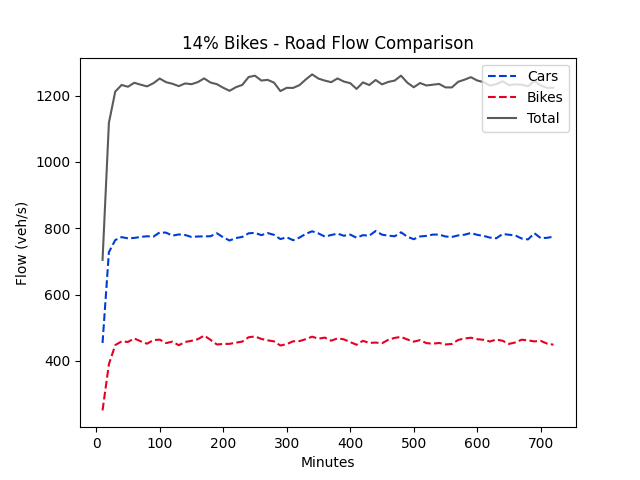 14% Bikes - Road Flow Comparison
Cars
Bikes
Total
Flow (veh/s)
1200
1000
800
600
400
0 100 200 300 400 500 600 700
Minutes